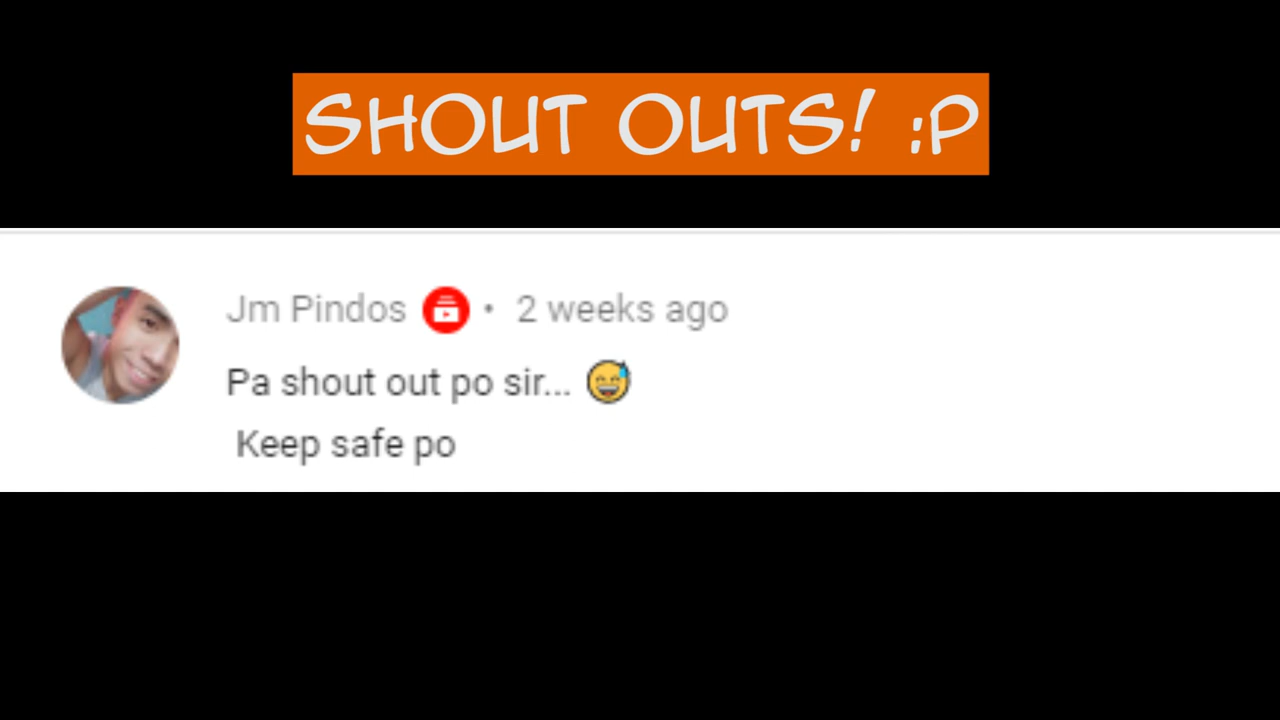 SHOUT OUTS! :P
Jm Pindos • 2 weeks ago
Pa shout out po sir... 😅
Keep safe po